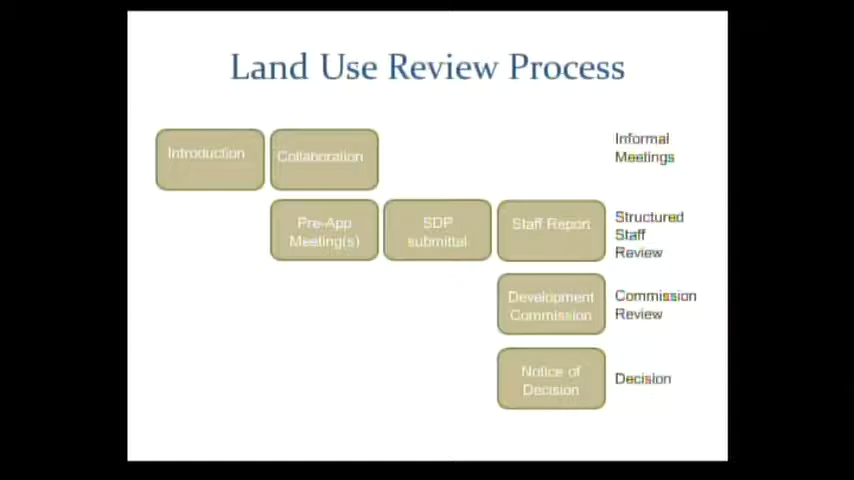 Land Use Review Process
Introduction
Collaboration
Informal
Meetings
Pre-App
Meeting(s)
SDP
submittal
Staff Report
Structured
Staff
Review
Development
Commission
Commission
Review
Notice of
Decision
Decision